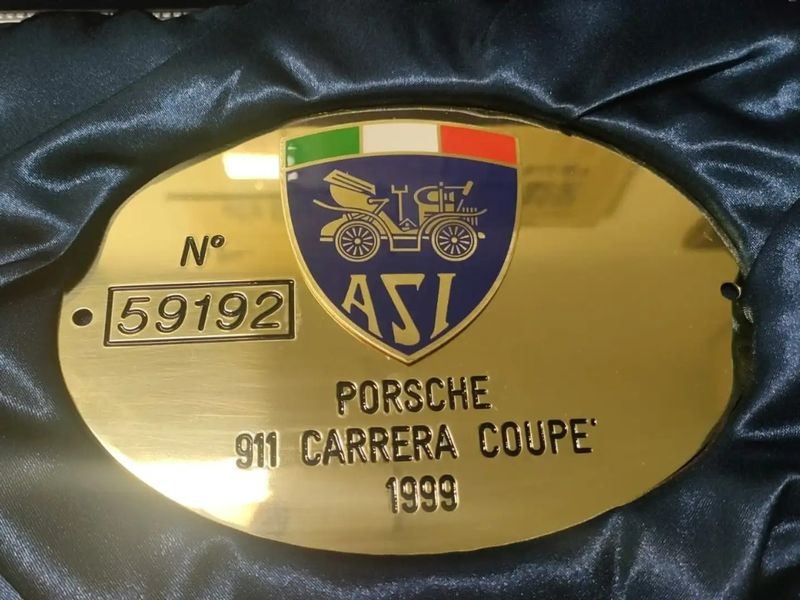 ASI
N°
59192
PORSCHE
911 CARRERA COUPE'
1999